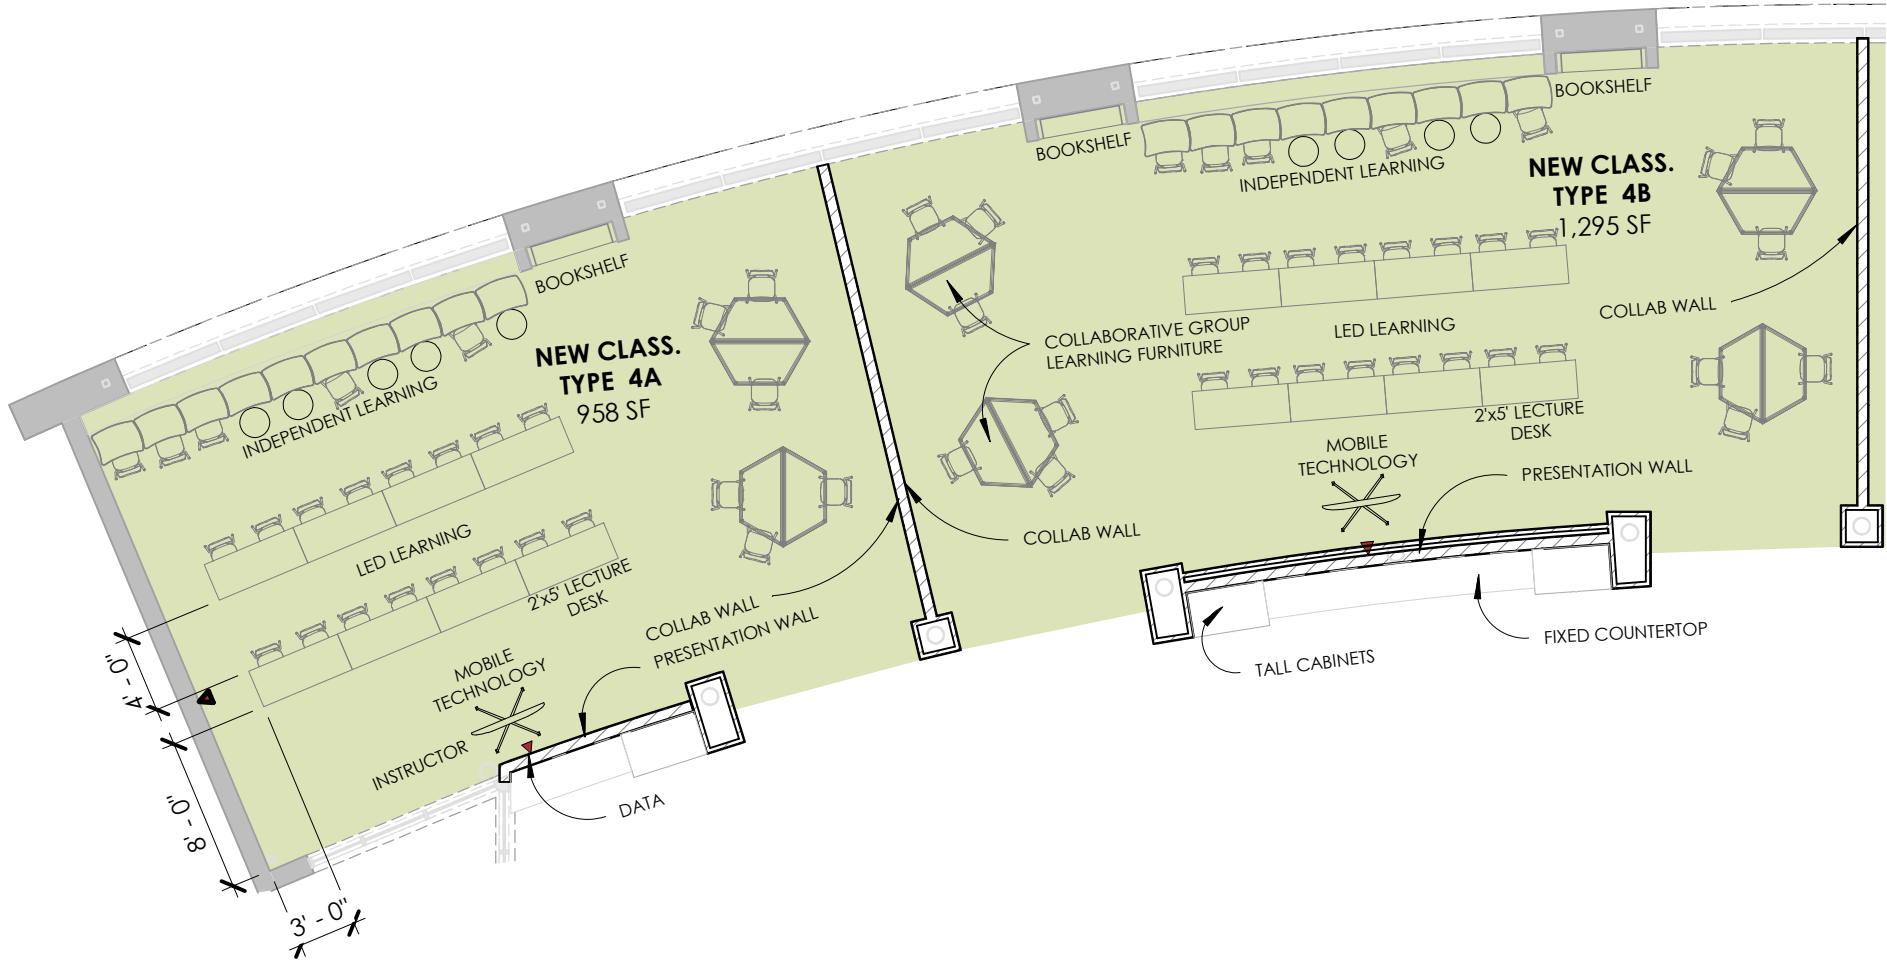 BOOKSHELF
BOOKSHELF
INDEPENDENT LEARNING
NEW CLASS.
TYPE 4B
1,295 SF
BOOKSHELF
COLLABORATIVE GROUP
LEARNING FURNITURE
LED LEARNING
COLLAB WALL
NEW CLASS.
TYPE 4A
958 SF
INDEPENDENT LEARNING
2'x5' LECTURE
DESK
MOBILE
TECHNOLOGY
PRESENTATION WALL
COLLAB WALL
LED LEARNING
2'x5' LECTURE
DESK
COLLAB WALL
PRESENTATION WALL
FIXED COUNTERTOP
TALL CABINETS
MOBILE
TECHNOLOGY
INSTRUCTOR
DATA
4' - 0"
8' - 0"
3' - 0"